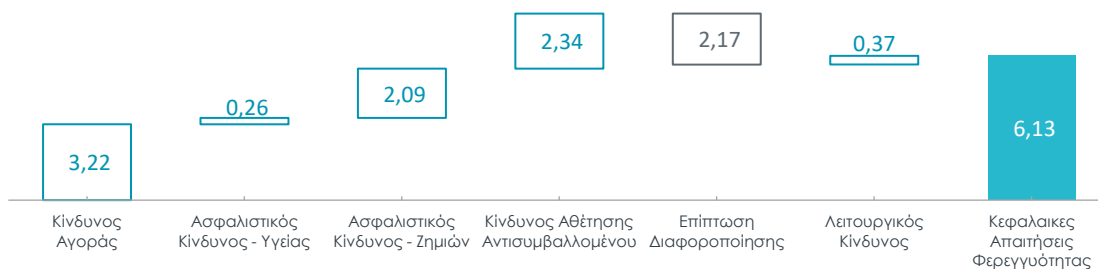 2,34
2,17
0,37
2,09
0,26
3,22
6,13
Κίνδυνος
Αγοράς
Ασφαλιστικός
Κίνδυνος - Υγείας
Ασφαλιστικός
Κίνδυνος - Ζημιών
Κίνδυνος Αθέτησης
Αντισυμβαλλομένου
Επίπτωση
Διαφοροποίησης
Λειτουργικός
Κίνδυνος
Κεφαλαικες
Απαιτήσεις
Φερεγγυότητας